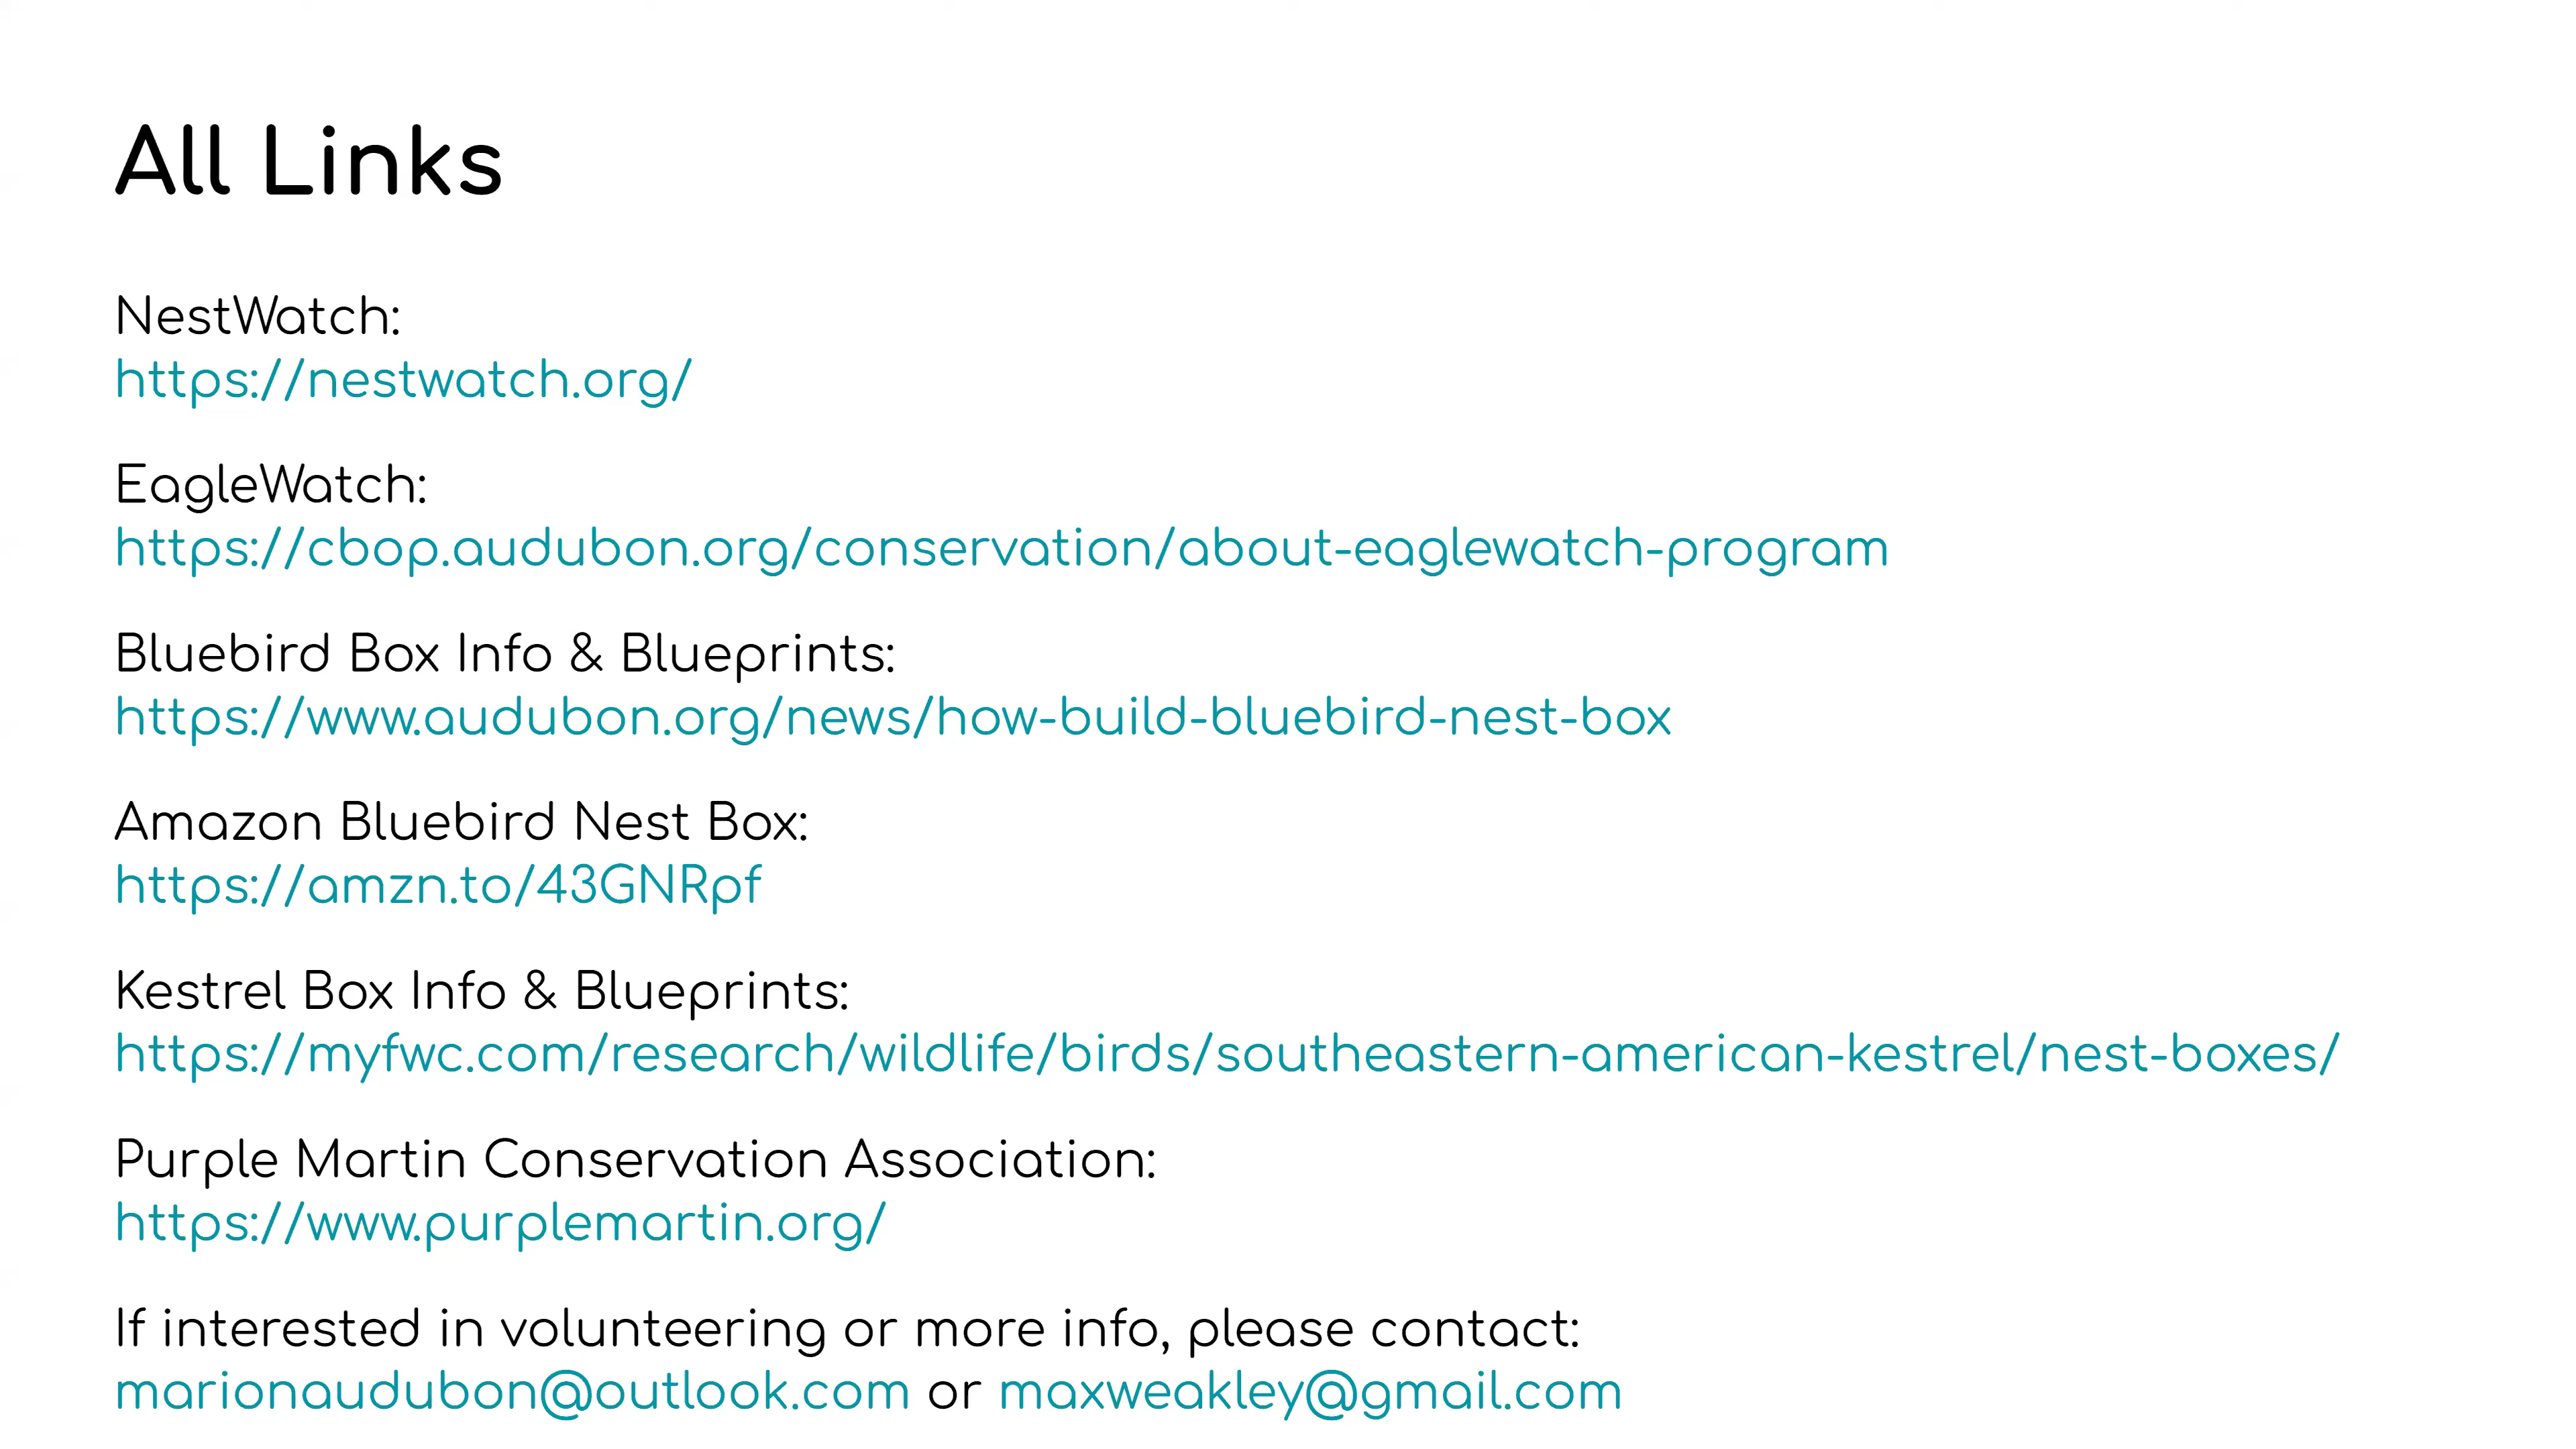 All Links
NestWatch:
https://nestwatch.org/
EagleWatch:
https://cbop.audubon.org/conservation/about-eaglewatch-program
Bluebird Box Info & Blueprints:
https://www.audubon.org/news/how-build-bluebird-nest-box
Amazon Bluebird Nest Box:
https://amzn.to/43GNRpf
Kestrel Box Info & Blueprints:
https://myfwc.com/research/wildlife/birds/southeastern-american-kestrel/nest-boxes/
Purple Martin Conservation Association:
https://www.purplemartin.org/
If interested in volunteering or more info, please contact:
marionaudubon@outlook.com or maxweakley@gmail.com